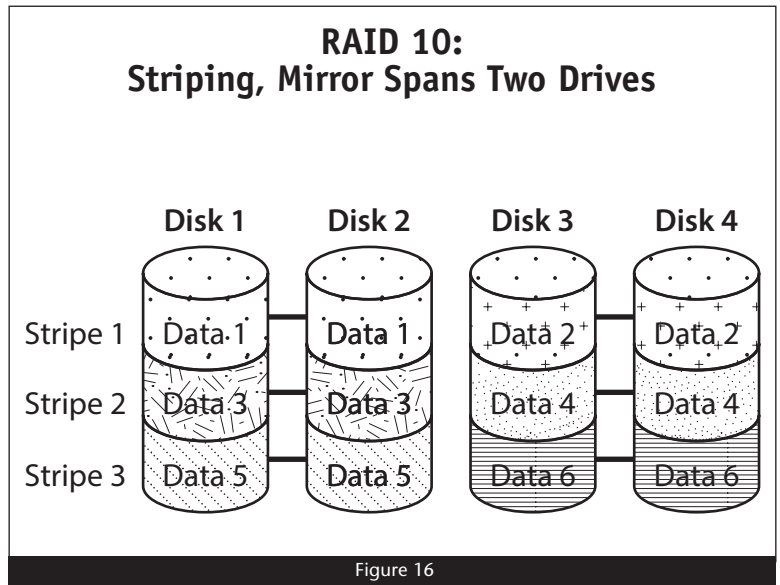 RAID 10:
Striping, Mirror Spans Two Drives
Disk 1 Disk 2 Disk 3 Disk 4
Stripe 1 Data 1 Data 1 Data 2 Data 2
Stripe 2 Data 3 Data 3 Data 4 Data 4
Stripe 3 Data 5 Data 5 Data 6 Data 6
Figure 16